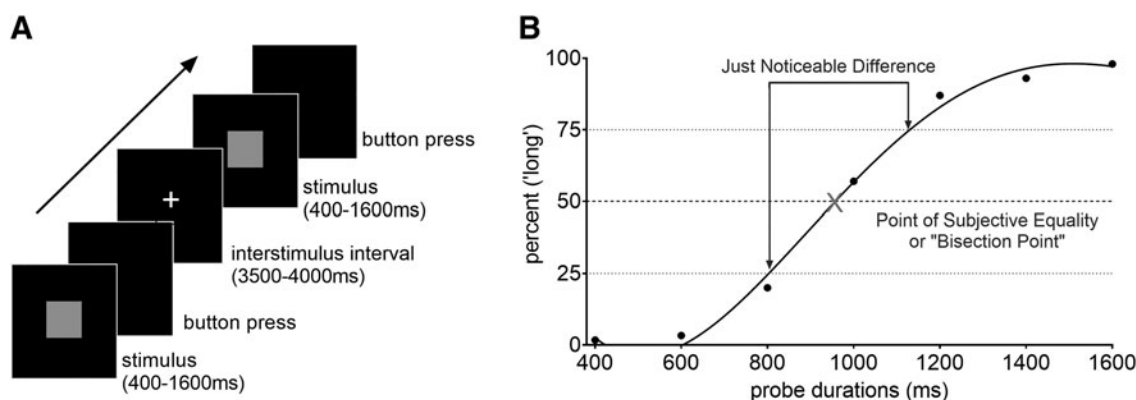 A
button press
stimulus
(400-1600ms)
interstimulus interval
(3500-4000ms)
button press
stimulus
(400-1600ms)
B
percent ('long')
100
75
50
25
0
Just Noticeable Difference
Point of Subjective Equality
or "Bisection Point"
400 600 800 1000 1200 1400 1600
probe durations (ms)